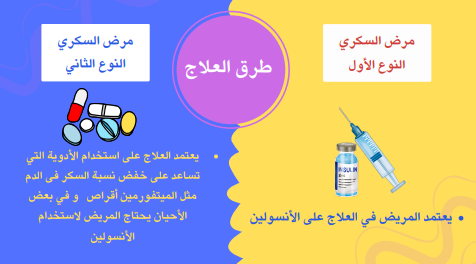 طرق العلاج
مرض السكري
النوع الأول
INSULIN
• يعتمد المريض في العلاج على الأنسولين
مرض السكري
النوع الثاني
• يعتمد العلاج على استخدام الأدوية التي
تساعد على خفض نسبة السكر فى الدم
مثل الميتفورمين أقراص و في بعض
الأحيان يحتاج المريض لاستخدام
الأنسولين